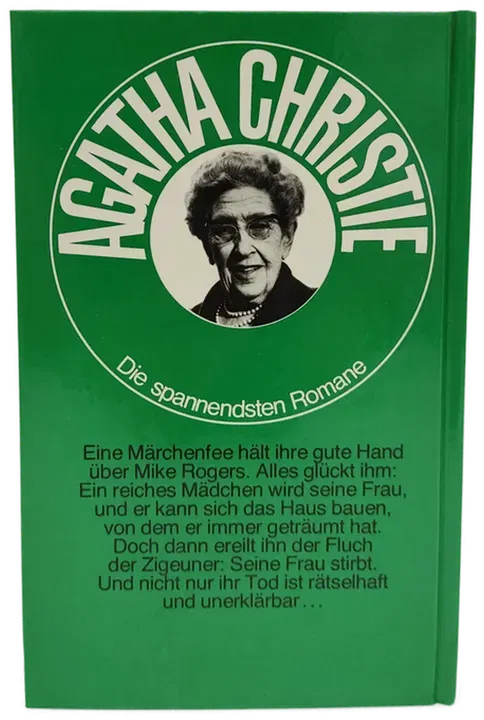 AGATHA CHRISTIE
Die spannendsten Romane
Eine Märchenfee hält ihre gute Hand
über Mike Rogers. Alles glückt ihm:
Ein reiches Mädchen wird seine Frau,
und er kann sich das Haus bauen,
von dem er immer geträumt hat.
Doch dann ereilt ihn der Fluch
der Zigeuner: Seine Frau stirbt.
Und nicht nur ihr Tod ist rätselhaft
und unerklärbar...